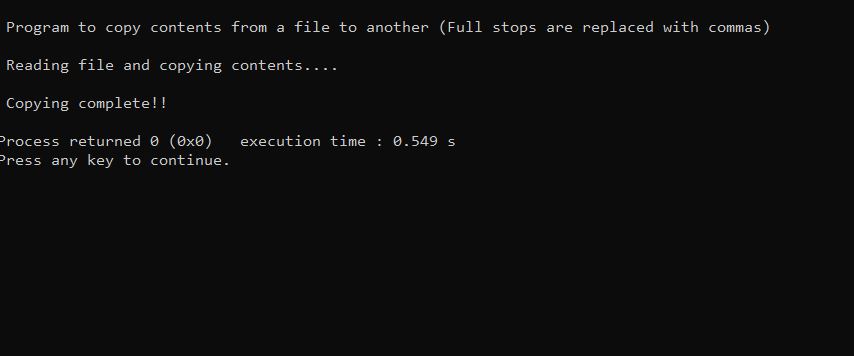 Program to copy contents from a file to another (Full stops are replaced with commas)
Reading file and copying contents....
Copying complete!!
Process returned 0 (0x0)   execution time : 0.549 s
Press any key to continue.